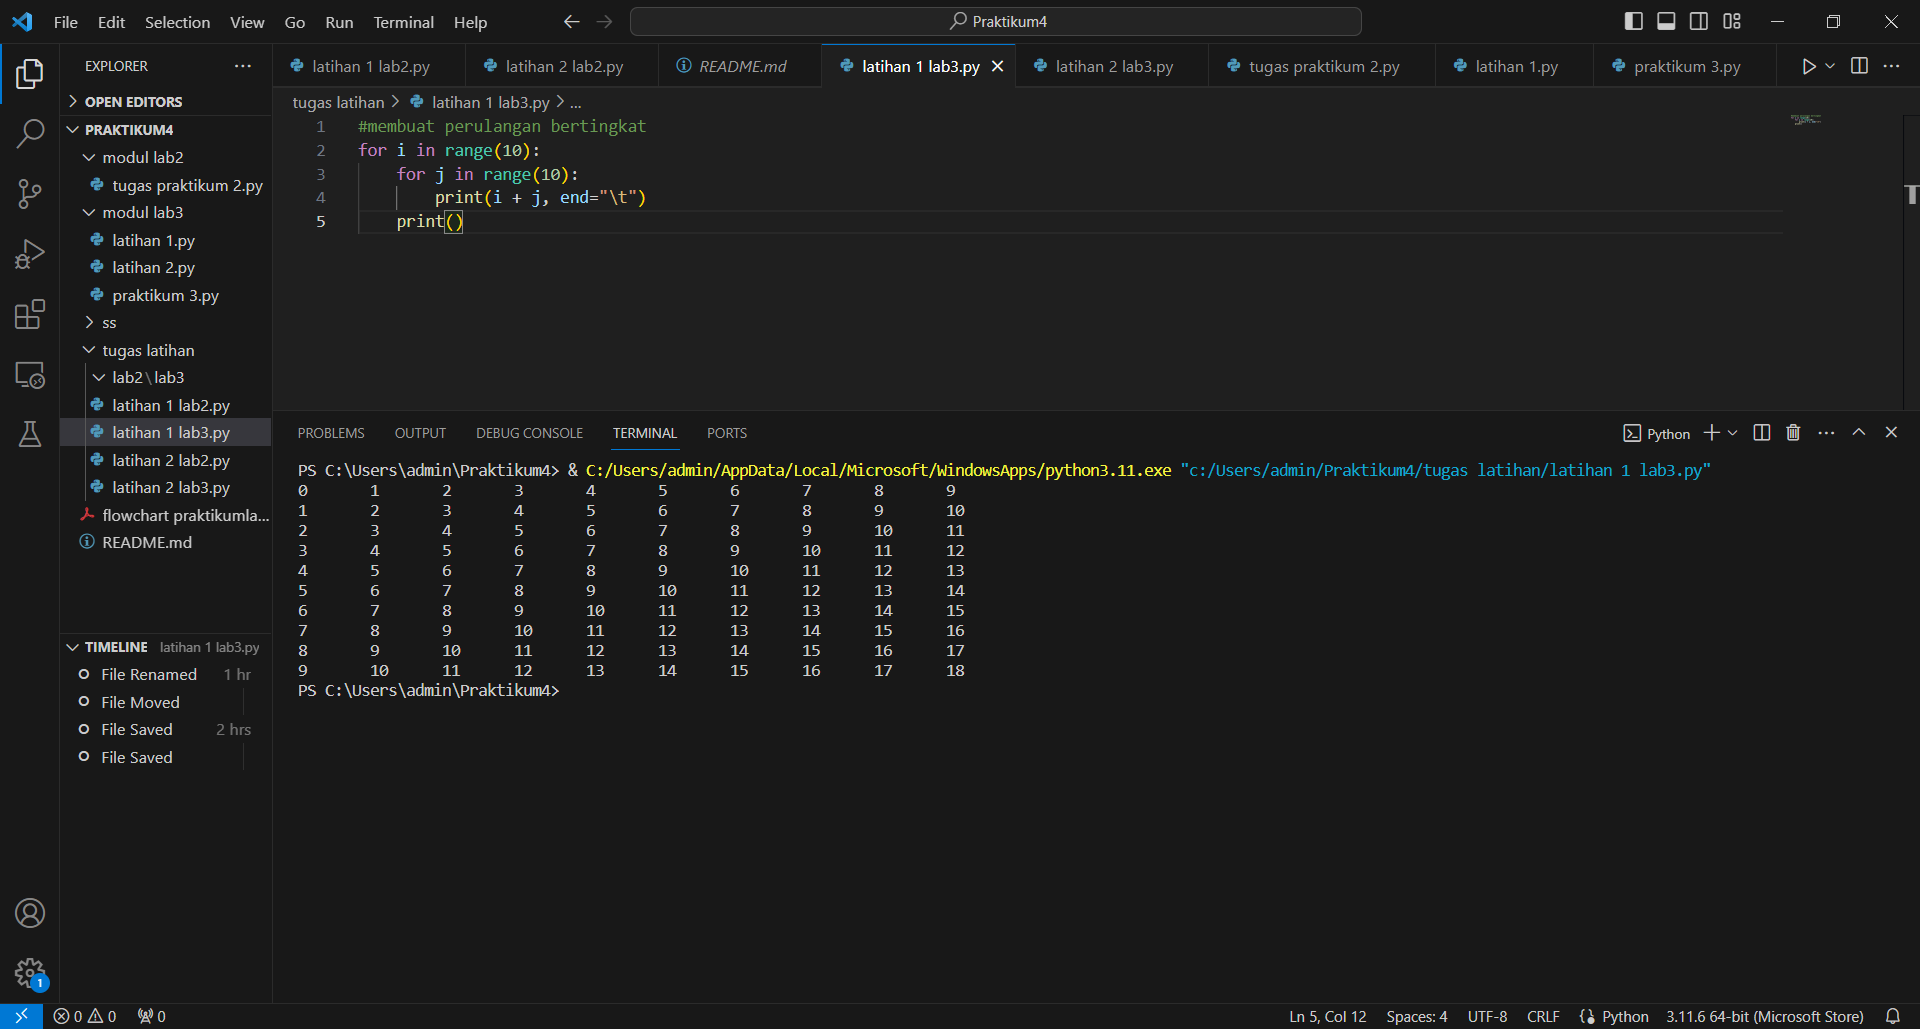 File Edit Selection View Go Run Terminal Help
Praktikum4
EXPLORER
OPEN EDITORS
PRAKTIKUM4
modul lab2
tugas praktikum 2.py
modul lab3
latihan 1.py
latihan 2.py
praktikum 3.py
ss
tugas latihan
lab2\lab3
latihan 1 lab2.py
latihan 1 lab3.py
latihan 2 lab2.py
latihan 2 lab3.py
flowchart praktikumla...
README.md
TIMELINE latihan 1 lab3.py
File Renamed 1 hr
File Moved
File Saved 2 hrs
File Saved
latihan 1 lab2.py latihan 2 lab2.py README.md latihan 1 lab3.py latihan 2 lab3.py tugas praktikum 2.py latihan 1.py praktikum 3.py
tugas latihan > latihan 1 lab3.py > ...
1 #membuat perulangan bertingkat
2 for i in range(10):
3     for j in range(10):
4         print(i + j, end="\t")
5     print()
PROBLEMS OUTPUT DEBUG CONSOLE TERMINAL PORTS
Python
PS C:\Users\admin\Praktikum4> & C:/Users/admin/AppData/Local/Microsoft/WindowsApps/python3.11.exe "c:/Users/admin/Praktikum4/tugas latihan/latihan 1 lab3.py"
0 1 2 3 4 5 6 7 8 9
1 2 3 4 5 6 7 8 9 10
2 3 4 5 6 7 8 9 10 11
3 4 5 6 7 8 9 10 11 12
4 5 6 7 8 9 10 11 12 13
5 6 7 8 9 10 11 12 13 14
6 7 8 9 10 11 12 13 14 15
7 8 9 10 11 12 13 14 15 16
8 9 10 11 12 13 14 15 16 17
9 10 11 12 13 14 15 16 17 18
PS C:\Users\admin\Praktikum4>
1
0 0 0 Ln 5, Col 12 Spaces: 4 UTF-8 CRLF Python 3.11.6 64-bit (Microsoft Store)